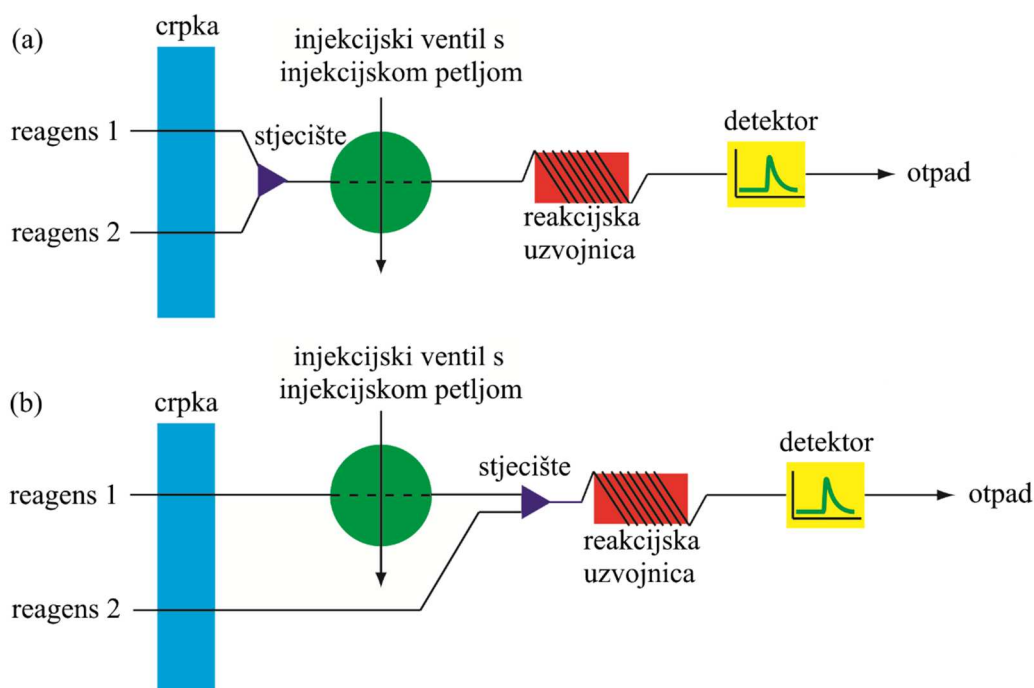 (a)
crpka
injekcijski ventil s
injekcijskom petljom
reagens 1
stjecište
detektor
otpad
reagens 2
reakcijska
uzvojnica
(b)
crpka
injekcijski ventil s
injekcijskom petljom
reagens 1
stjecište
detektor
otpad
reakcijska
uzvojnica
reagens 2